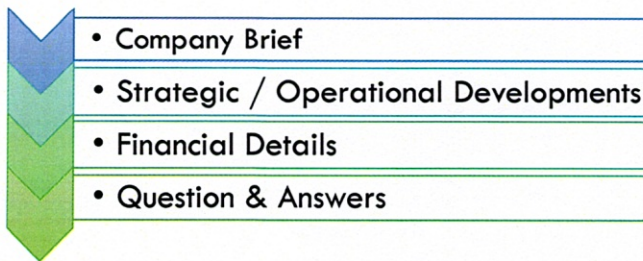 • Company Brief
• Strategic / Operational Developments
• Financial Details
• Question & Answers